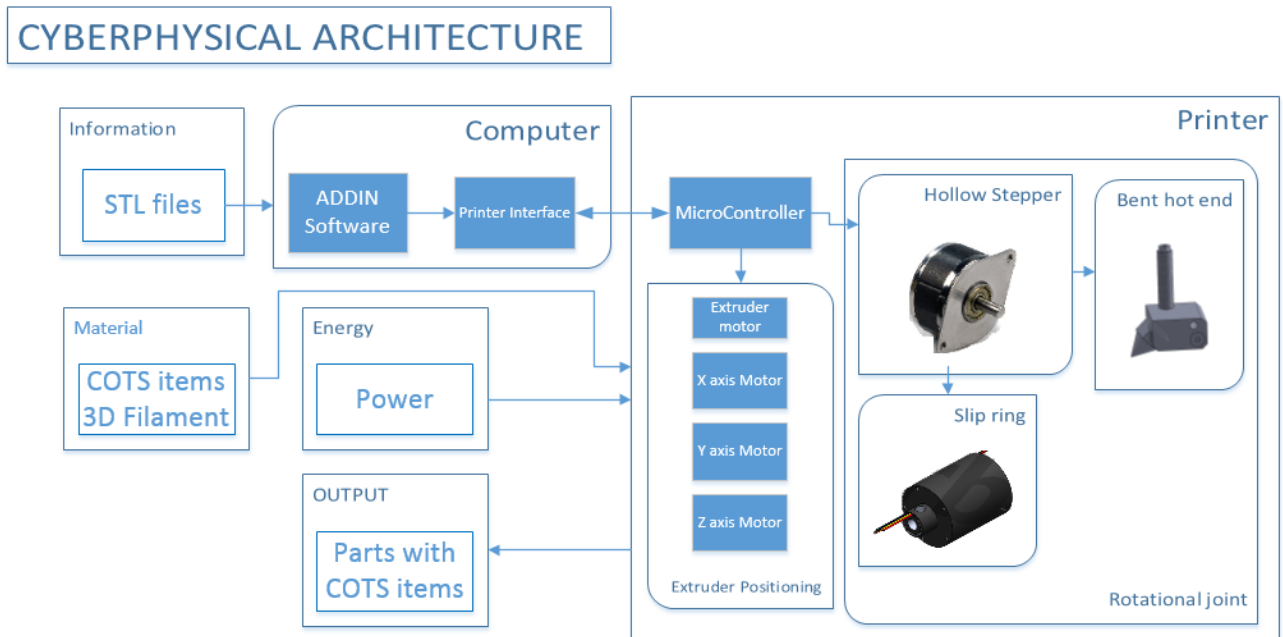 CYBERPHYSICAL ARCHITECTURE
Information
STL files
Computer
ADDIN
Software
Printer Interface
Printer
MicroController
Hollow Stepper
Bent hot end
Material
COTS items
3D Filament
Energy
Power
Extruder
motor
X axis Motor
Y axis Motor
Z axis Motor
Extruder Positioning
Slip ring
Rotational joint
OUTPUT
Parts with
COTS items